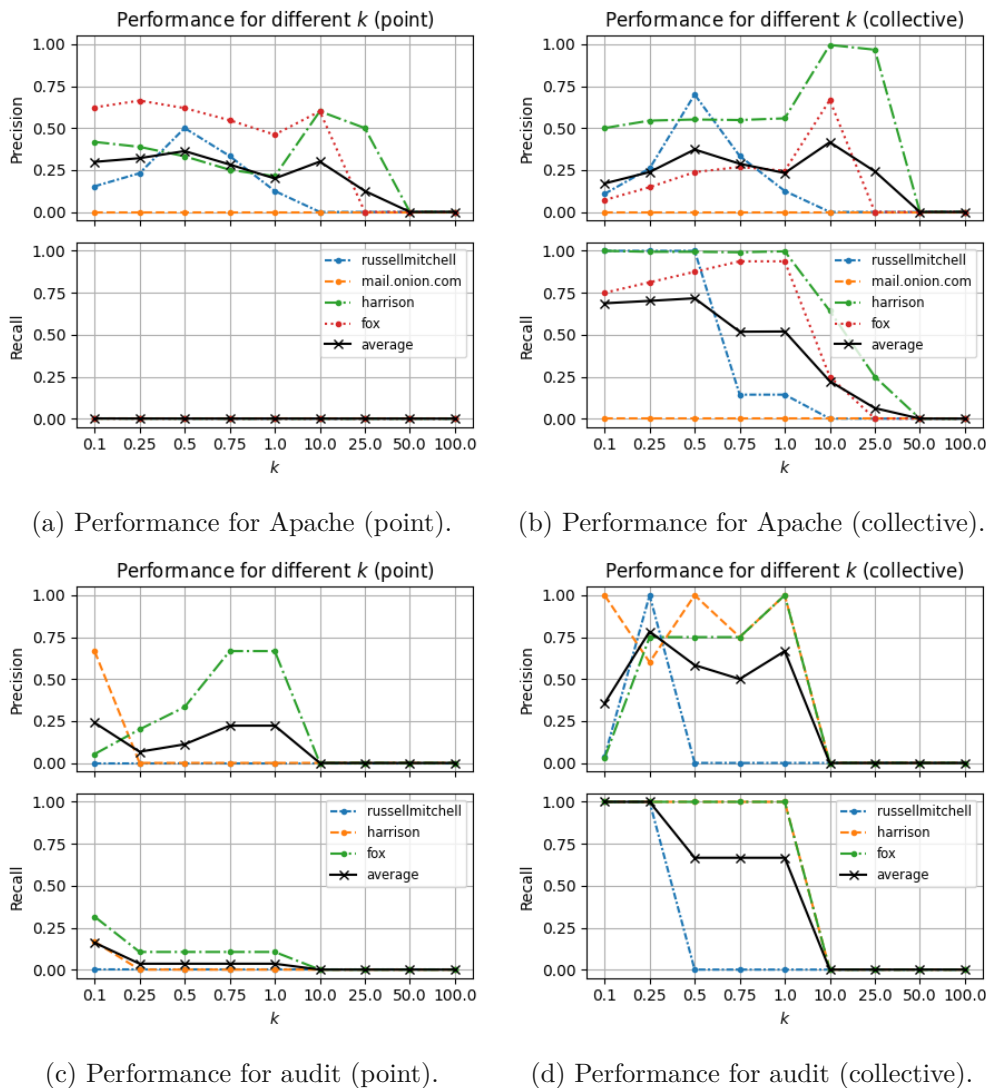 Performance for different k (point)
1.00
0.75
0.50
0.25
0.00
Precision
1.00
0.75
0.50
0.25
0.00
Recall
russellmitchell
mail.onion.com
harrison
fox
average
0.1 0.25 0.5 0.75 1.0 10.0 25.0 50.0 100.0
k
(a) Performance for Apache (point).
Performance for different k (collective)
1.00
0.75
0.50
0.25
0.00
Precision
1.00
0.75
0.50
0.25
0.00
Recall
russellmitchell
mail.onion.com
harrison
fox
average
0.1 0.25 0.5 0.75 1.0 10.0 25.0 50.0 100.0
k
(b) Performance for Apache (collective).
Performance for different k (point)
1.00
0.75
0.50
0.25
0.00
Precision
1.00
0.75
0.50
0.25
0.00
Recall
russellmitchell
harrison
fox
average
0.1 0.25 0.5 0.75 1.0 10.0 25.0 50.0 100.0
k
(c) Performance for audit (point).
Performance for different k (collective)
1.00
0.75
0.50
0.25
0.00
Precision
1.00
0.75
0.50
0.25
0.00
Recall
russellmitchell
harrison
fox
average
0.1 0.25 0.5 0.75 1.0 10.0 25.0 50.0 100.0
k
(d) Performance for audit (collective).